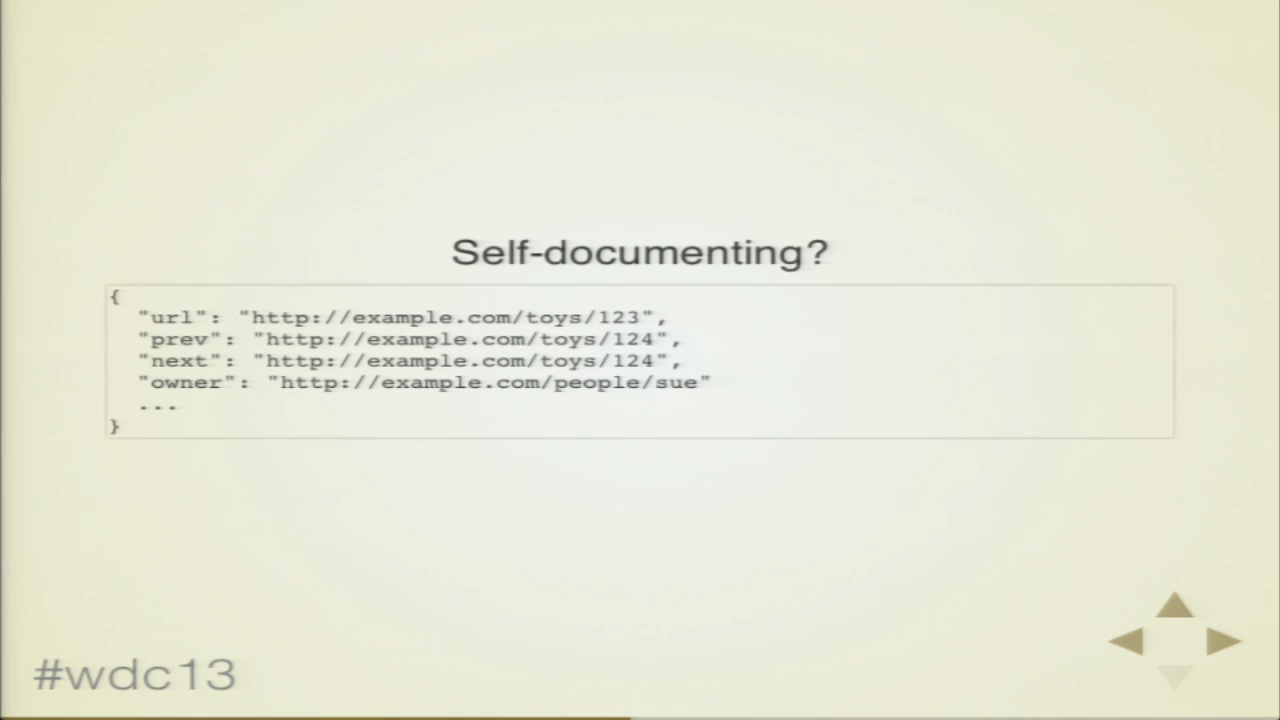 Self-documenting?
{
"url": "http://example.com/toys/123",
"prev": "http://example.com/toys/124",
"next": "http://example.com/toys/124",
"owner": "http://example.com/people/sue"
...
}
#wdc13